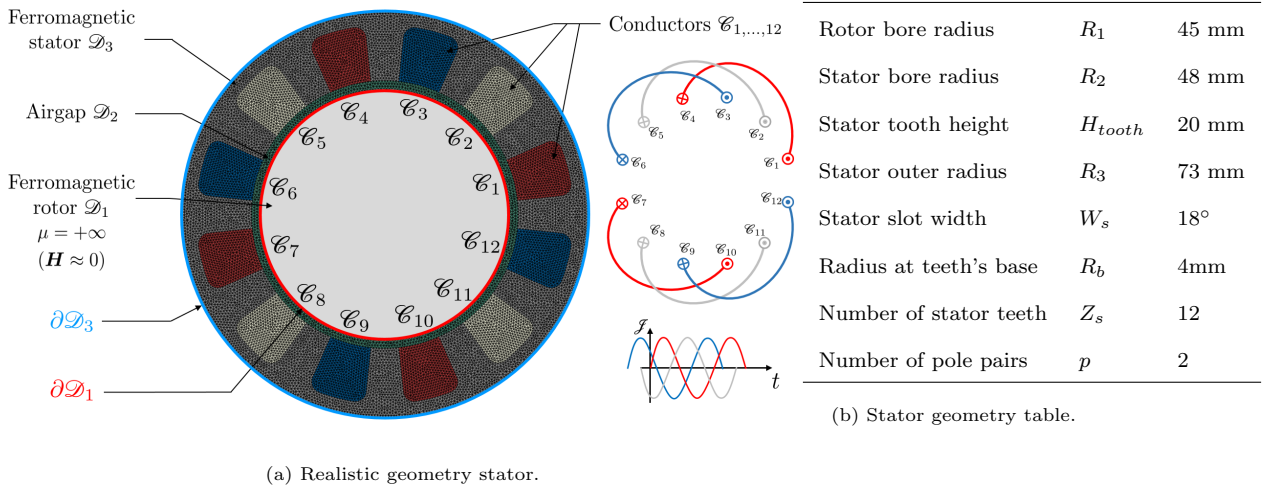 Ferromagnetic
stator 𝒟₃
Airgap 𝒟₂
Ferromagnetic
rotor 𝒟₁
μ = +∞
(𝑯 ≈ 0)
∂𝒟₃
∂𝒟₁
Conductors 𝒞₁,...,₁₂
𝒞₄
𝒞₃
𝒞₅
𝒞₂
𝒞₆
𝒞₁
𝒞₇
𝒞₁₂
𝒞₈
𝒞₁₁
𝒞₉
𝒞₁₀
𝒞₄
𝒞₃
𝒞₅
𝒞₂
𝒞₆
𝒞₁
𝒞₇
𝒞₁₂
𝒞₈
𝒞₁₁
𝒞₉
𝒞₁₀
𝒥
t
(a) Realistic geometry stator.
Rotor bore radius R₁ 45 mm
Stator bore radius R₂ 48 mm
Stator tooth height H_tooth 20 mm
Stator outer radius R₃ 73 mm
Stator slot width W_s 18°
Radius at teeth's base R_b 4mm
Number of stator teeth Z_s 12
Number of pole pairs p 2
(b) Stator geometry table.